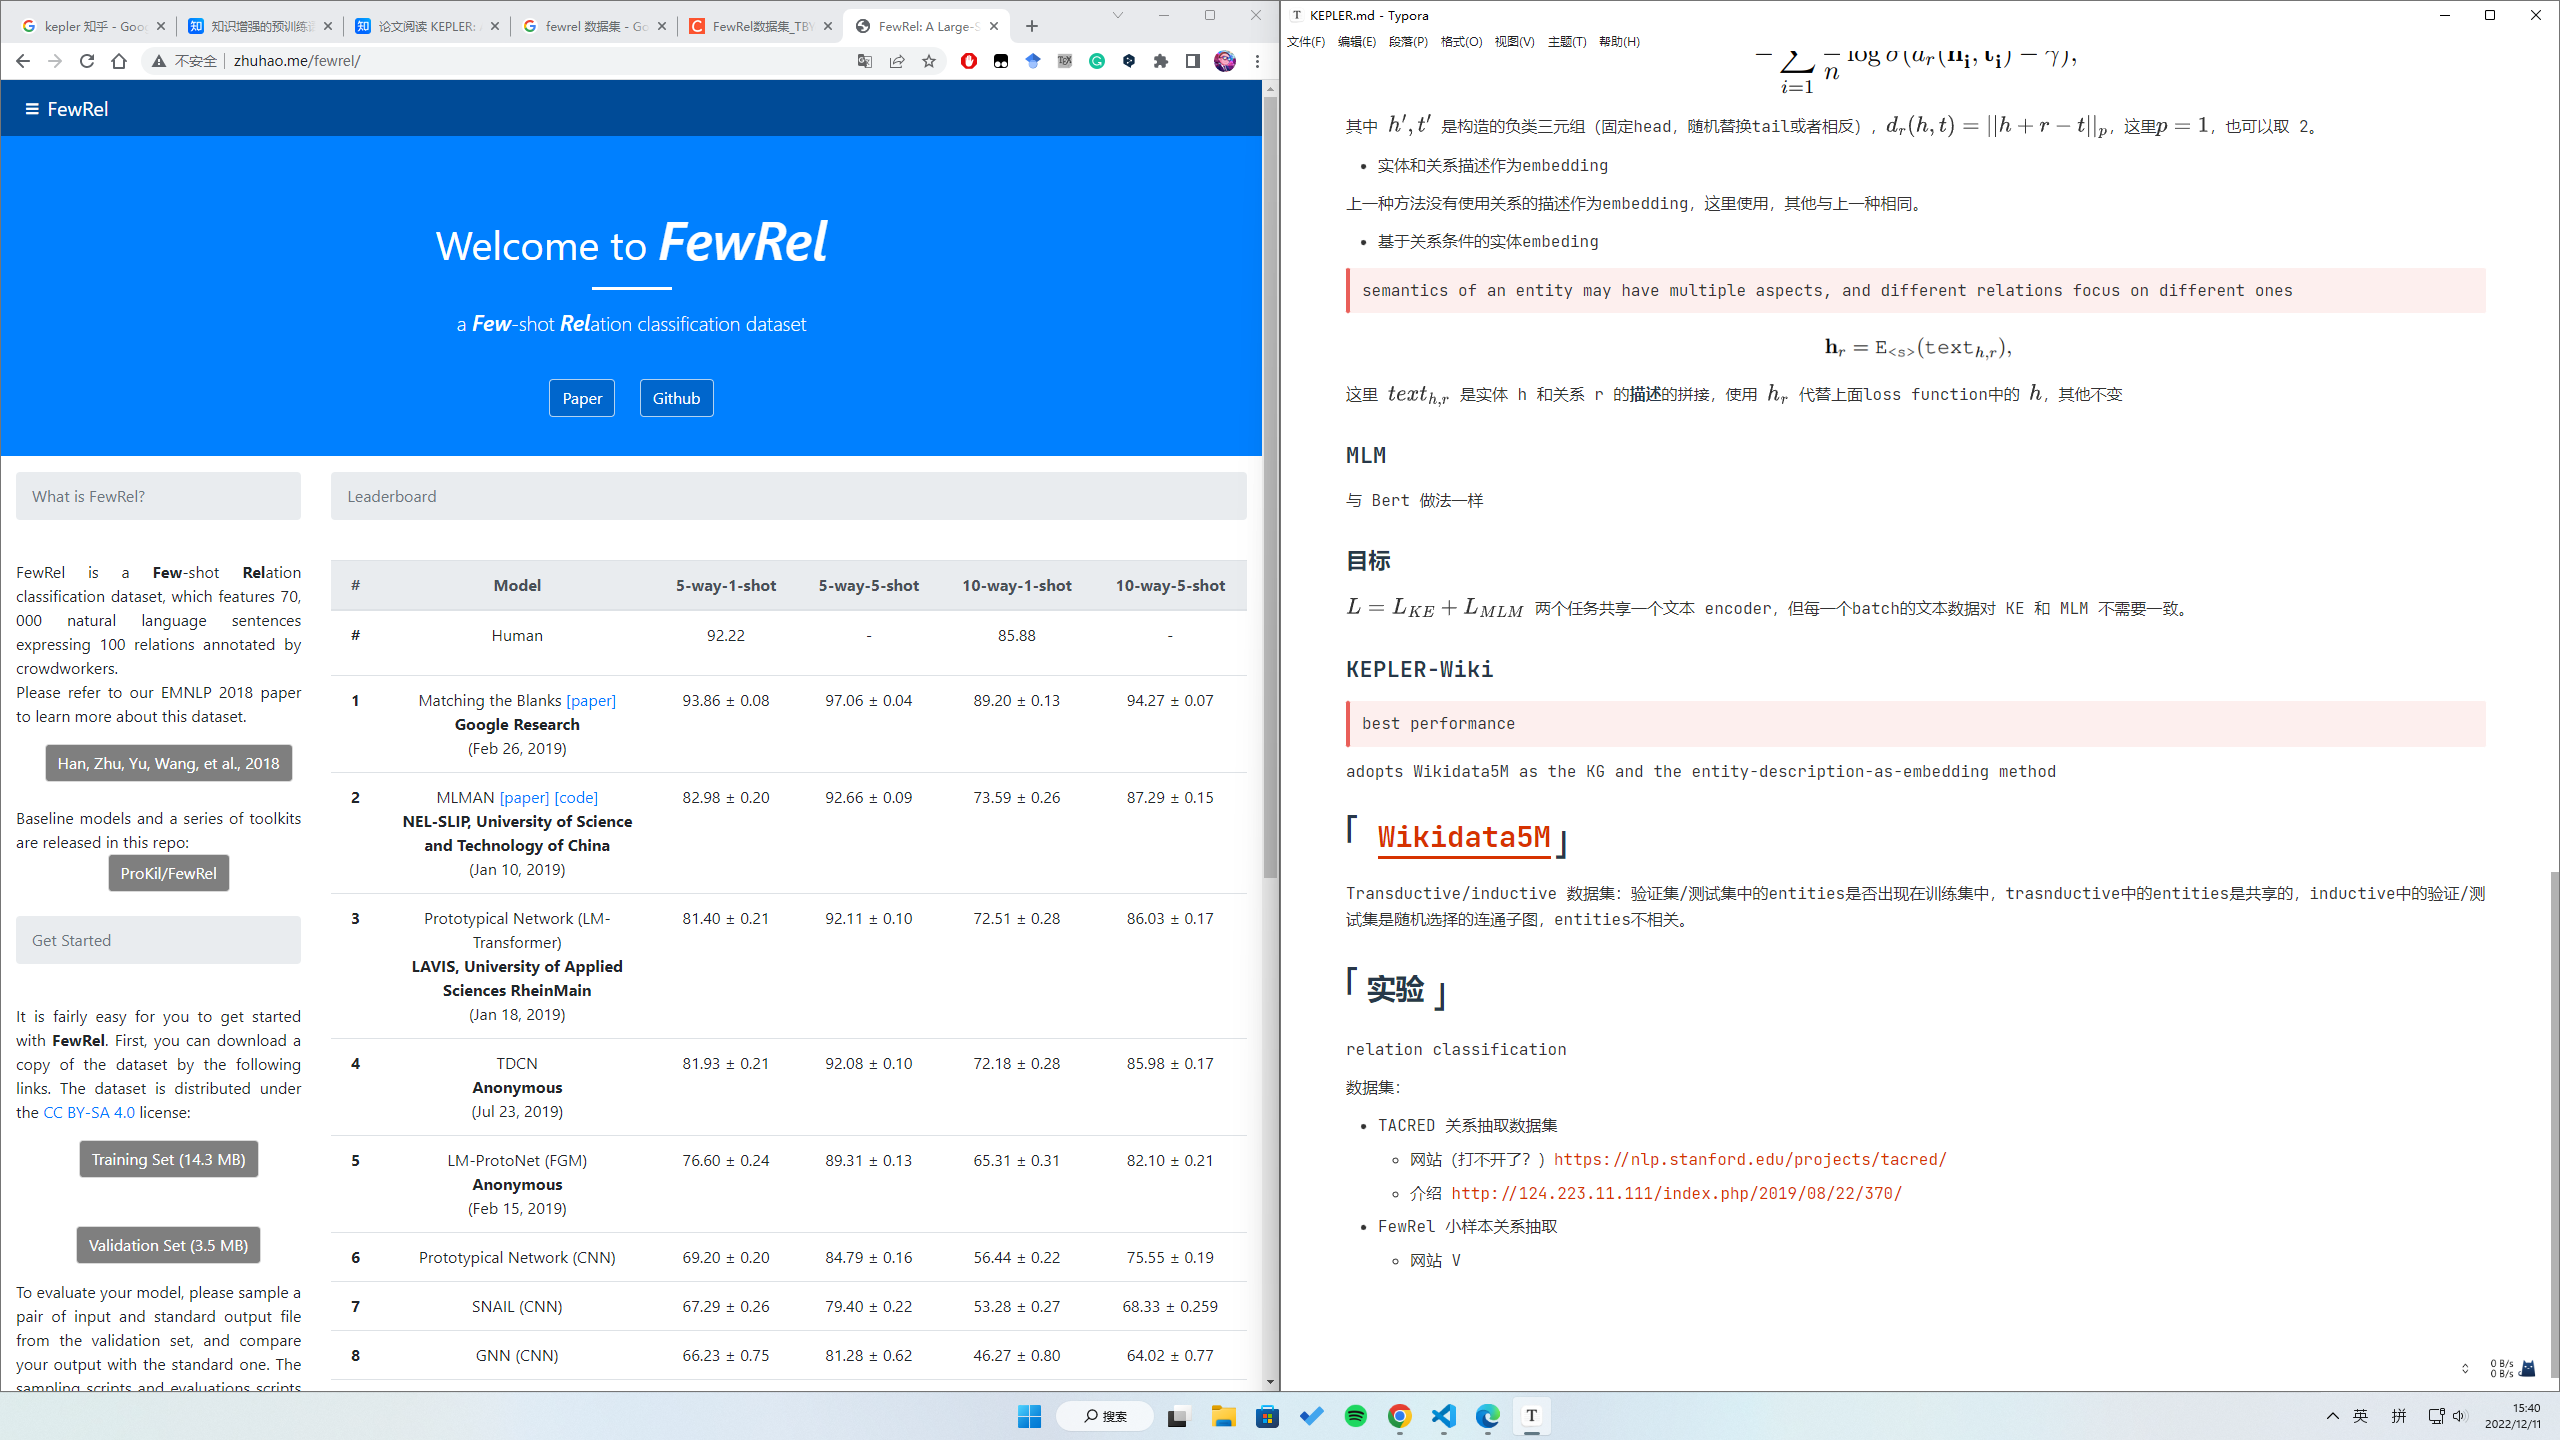 kepler 知乎 - Goog
知识增强的预训练语
论文阅读 KEPLER: A
fewrel 数据集 - Go
FewRel数据集_TBY
FewRel: A Large-S
不安全 | zhuhao.me/fewrel/
FewRel
Welcome to FewRel
a Few-shot Relation classification dataset
Paper
Github
What is FewRel?
FewRel is a Few-shot Relation
classification dataset, which features 70,
000 natural language sentences
expressing 100 relations annotated by
crowdworkers.
Please refer to our EMNLP 2018 paper
to learn more about this dataset.
Han, Zhu, Yu, Wang, et al., 2018
Baseline models and a series of toolkits
are released in this repo:
ProKil/FewRel
Get Started
It is fairly easy for you to get started
with FewRel. First, you can download a
copy of the dataset by the following
links. The dataset is distributed under
the CC BY-SA 4.0 license:
Training Set (14.3 MB)
Validation Set (3.5 MB)
To evaluate your model, please sample a
pair of input and standard output file
from the validation set, and compare
your output with the standard one. The
sampling scripts and evaluations scripts
Leaderboard
# Model 5-way-1-shot 5-way-5-shot 10-way-1-shot 10-way-5-shot
# Human 92.22 - 85.88 -
1 Matching the Blanks [paper] 93.86 ± 0.08 97.06 ± 0.04 89.20 ± 0.13 94.27 ± 0.07
Google Research
(Feb 26, 2019)
2 MLMAN [paper] [code] 82.98 ± 0.20 92.66 ± 0.09 73.59 ± 0.26 87.29 ± 0.15
NEL-SLIP, University of Science
and Technology of China
(Jan 10, 2019)
3 Prototypical Network (LM- 81.40 ± 0.21 92.11 ± 0.10 72.51 ± 0.28 86.03 ± 0.17
Transformer)
LAVIS, University of Applied
Sciences RheinMain
(Jan 18, 2019)
4 TDCN 81.93 ± 0.21 92.08 ± 0.10 72.18 ± 0.28 85.98 ± 0.17
Anonymous
(Jul 23, 2019)
5 LM-ProtoNet (FGM) 76.60 ± 0.24 89.31 ± 0.13 65.31 ± 0.31 82.10 ± 0.21
Anonymous
(Feb 15, 2019)
6 Prototypical Network (CNN) 69.20 ± 0.20 84.79 ± 0.16 56.44 ± 0.22 75.55 ± 0.19
7 SNAIL (CNN) 67.29 ± 0.26 79.40 ± 0.22 53.28 ± 0.27 68.33 ± 0.259
8 GNN (CNN) 66.23 ± 0.75 81.28 ± 0.62 46.27 ± 0.80 64.02 ± 0.77
KEPLER.md - Typora
文件(F) 编辑(E) 段落(P) 格式(O) 视图(V) 主题(T) 帮助(H)
其中 h′, t′ 是构造的负类三元组（固定head，随机替换tail或者相反），d_r(h, t) = ||h + r − t||_p，这里p = 1，也可以取 2。
• 实体和关系描述作为embedding
上一种方法没有使用关系的描述作为embedding，这里使用，其他与上一种相同。
• 基于关系条件的实体embeding
semantics of an entity may have multiple aspects, and different relations focus on different ones
h_r = E_<s>(text_h,r),
这里 text_h,r 是实体 h 和关系 r 的描述的拼接，使用 h_r 代替上面loss function中的 h，其他不变
MLM
与 Bert 做法一样
目标
L = L_KE + L_MLM 两个任务共享一个文本 encoder，但每一个batch的文本数据对 KE 和 MLM 不需要一致。
KEPLER-Wiki
best performance
adopts Wikidata5M as the KG and the entity-description-as-embedding method
「 Wikidata5M」
Transductive/inductive 数据集：验证集/测试集中的entities是否出现在训练集中，trasnductive中的entities是共享的，inductive中的验证/测
试集是随机选择的连通子图，entities不相关。
「 实验 」
relation classification
数据集：
• TACRED 关系抽取数据集
◦ 网站（打不开了？）https://nlp.stanford.edu/projects/tacred/
◦ 介绍 http://124.223.11.111/index.php/2019/08/22/370/
• FewRel 小样本关系抽取
◦ 网站 V
0 B/s
0 B/s
搜索
英
拼
15:40
2022/12/11